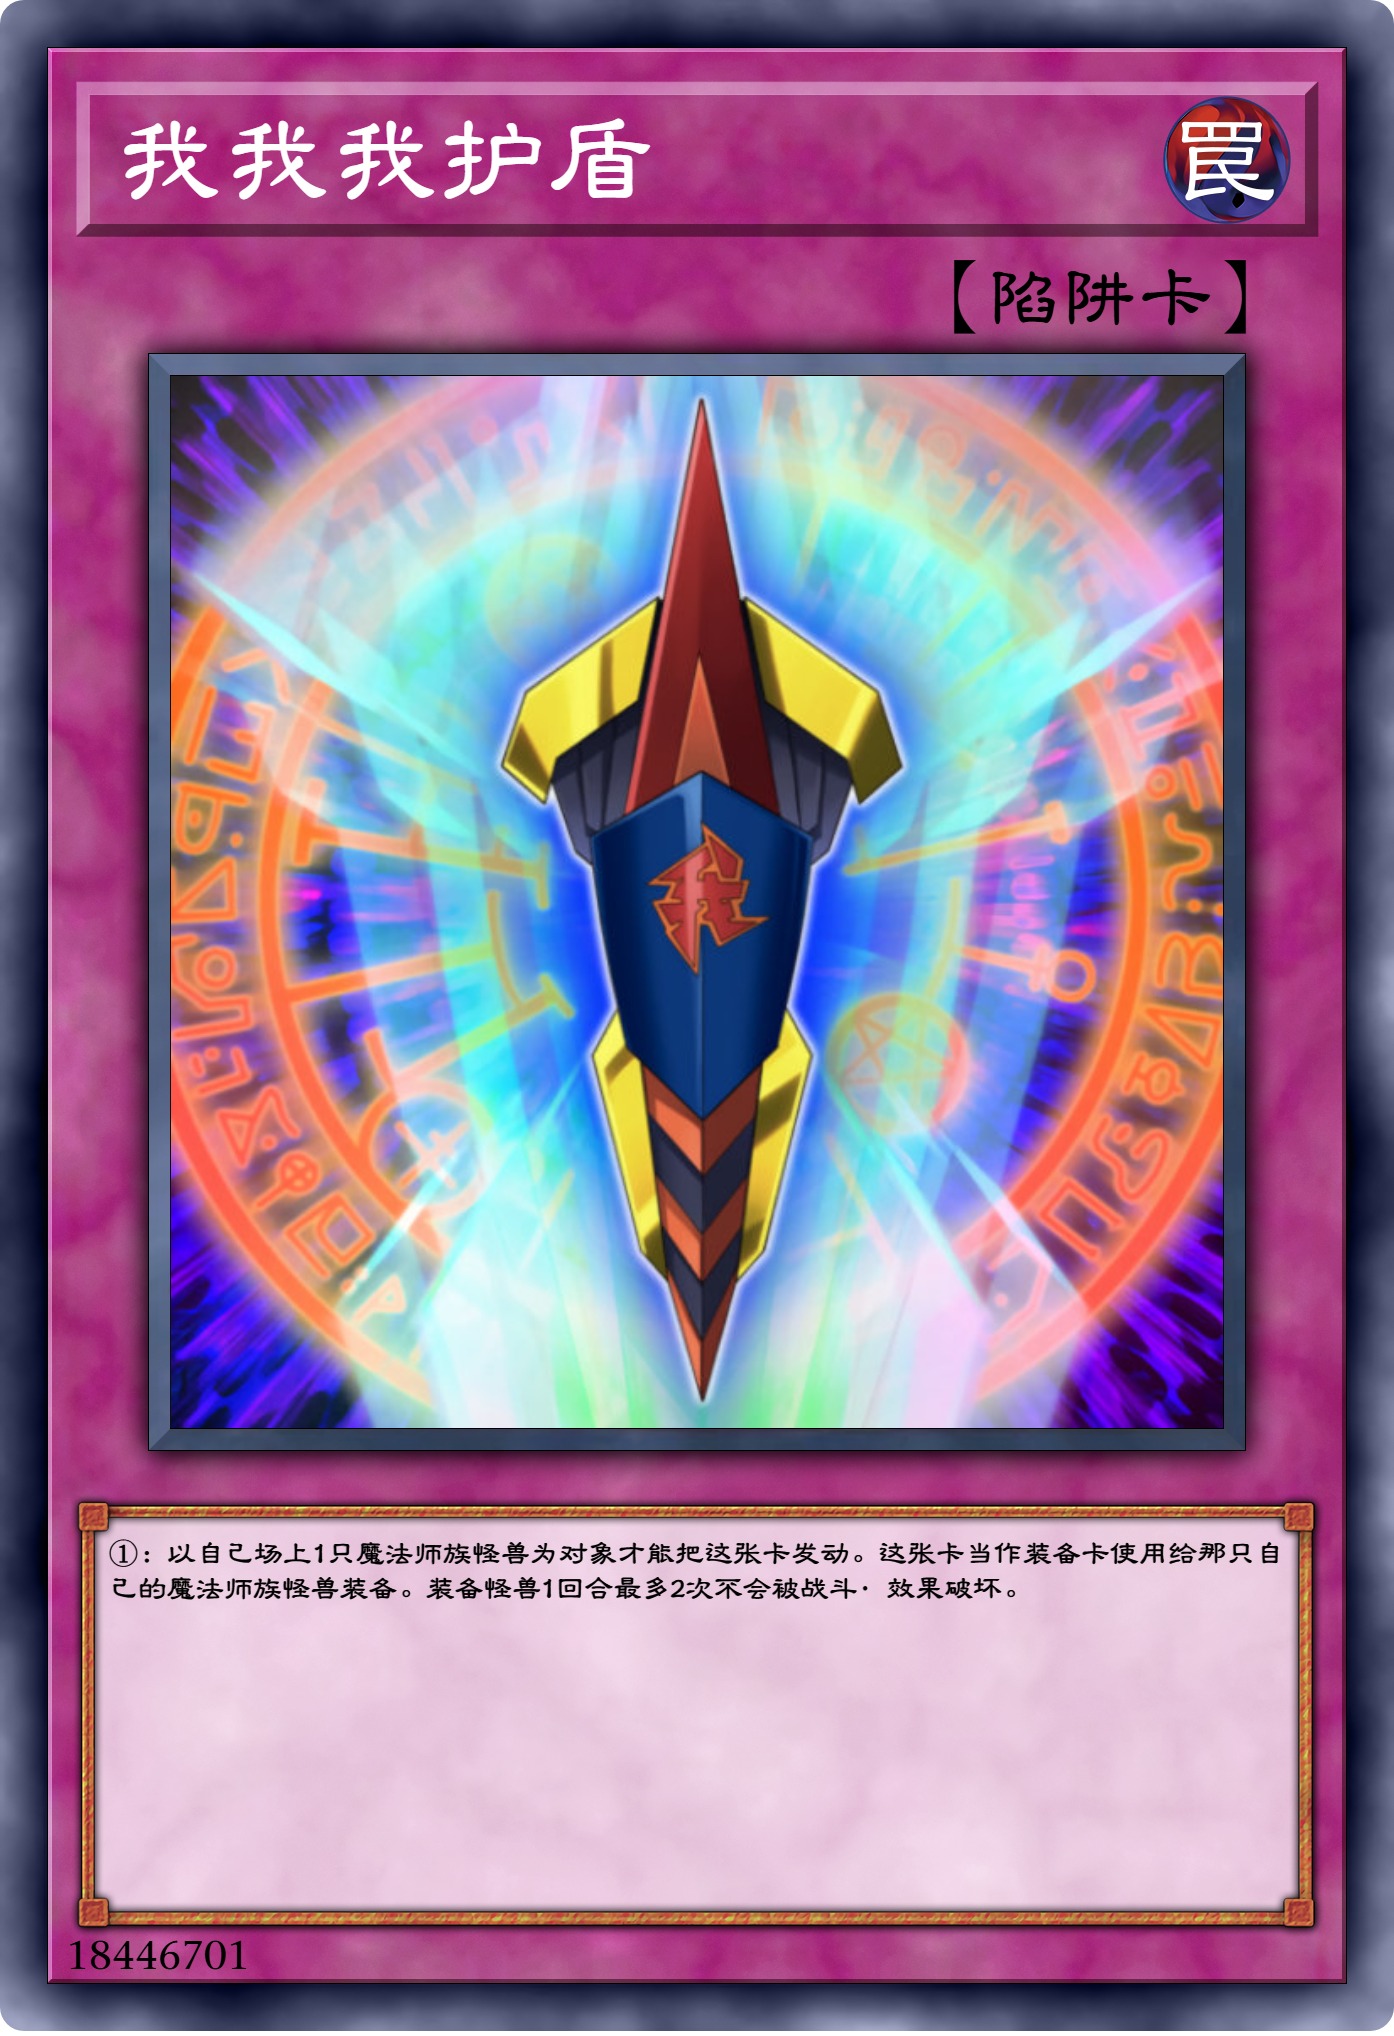 我我我护盾
罠
【陷阱卡】
我
①：以自己场上1只魔法师族怪兽为对象才能把这张卡发动。这张卡当作装备卡使用给那只自
己的魔法师族怪兽装备。装备怪兽1回合最多2次不会被战斗·效果破坏。
18446701